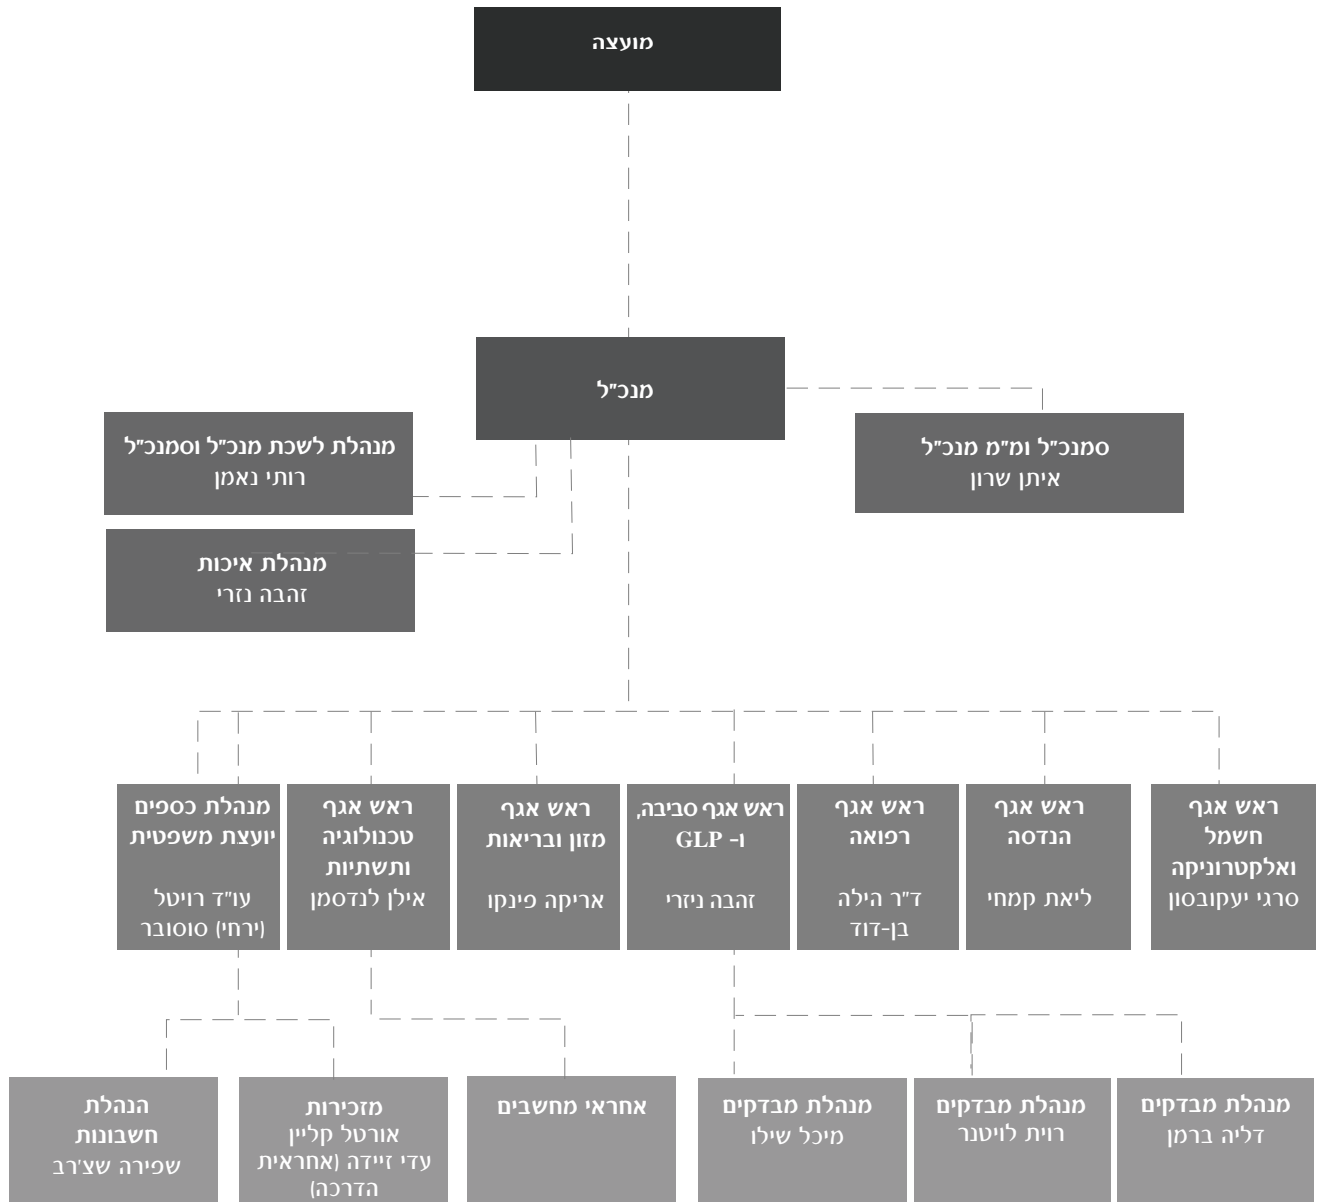 מועצה
מנכ"ל
סמנכ"ל ומ"מ מנכ"ל
איתן שרון
מנהלת לשכת מנכ"ל וסמנכ"ל
רותי נאמן
מנהלת איכות
זהבה נזרי
ראש אגף
חשמל
ואלקטרוניקה
סרגי יעקובסון
ראש אגף
הנדסה
ליאת קמחי
ראש אגף
רפואה
ד"ר הילה
בן-דוד
ראש אגף סביבה,
ו- GLP
זהבה ניזרי
ראש אגף
מזון ובריאות
אריקה פינקו
ראש אגף
טכנולוגיה
ותשתיות
אילן לנדסמן
מנהלת כספים
יועצת משפטית
עו"ד רויטל
(ירחי) סוסובר
מנהלת מבדקים
דליה ברמן
מנהלת מבדקים
רוית לויטנר
מנהלת מבדקים
מיכל שילו
אחראי מחשבים
מזכירות
אורטל קליין
עדי זיידה (אחראית
הדרכה)
הנהלת
חשבונות
שפירה שצ'רב